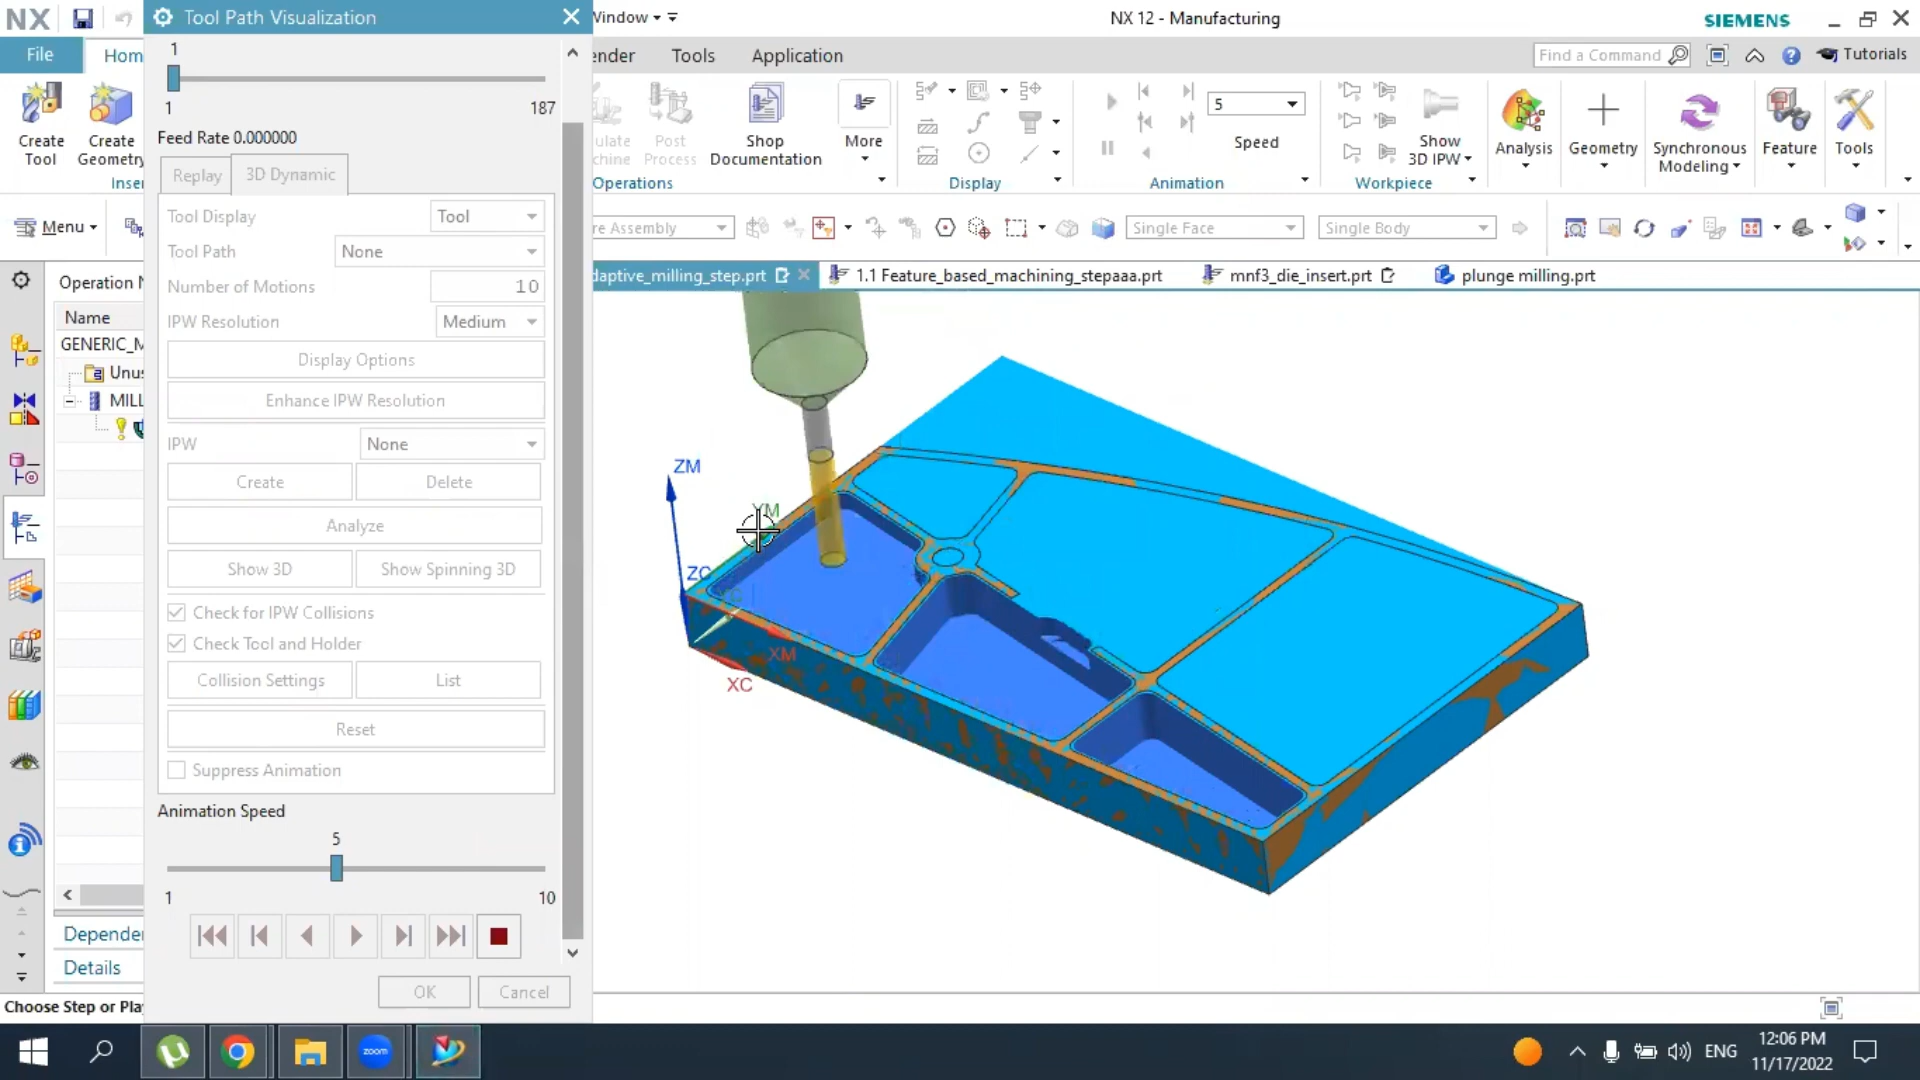 NX
Tool Path Visualization
Window
NX 12 - Manufacturing
SIEMENS
File
Hom
ender
Tools
Application
Find a Command
Tutorials
1
1
187
Feed Rate 0.000000
Create
Tool
Create
Geometry
Shop
Documentation
Post
Process
More
5
Speed
Show
3D IPW
Analysis
Geometry
Synchronous
Modeling
Feature
Tools
Operations
Display
Animation
Workpiece
Replay
3D Dynamic
Menu
re Assembly
Single Face
Single Body
Tool Display
Tool
Tool Path
None
Number of Motions
10
IPW Resolution
Medium
Display Options
Enhance IPW Resolution
IPW
None
Create
Delete
Analyze
Show 3D
Show Spinning 3D
Check for IPW Collisions
Check Tool and Holder
Collision Settings
List
Reset
Suppress Animation
Animation Speed
5
1
10
OK
Cancel
daptive_milling_step.prt
1.1 Feature_based_machining_stepaaa.prt
mnf3_die_insert.prt
plunge milling.prt
Operation N
Name
GENERIC_M
Unus
MILL
Depender
Details
Choose Step or Pla
ZM
YM
ZC
XM
XC
zoom
ENG
12:06 PM
11/17/2022